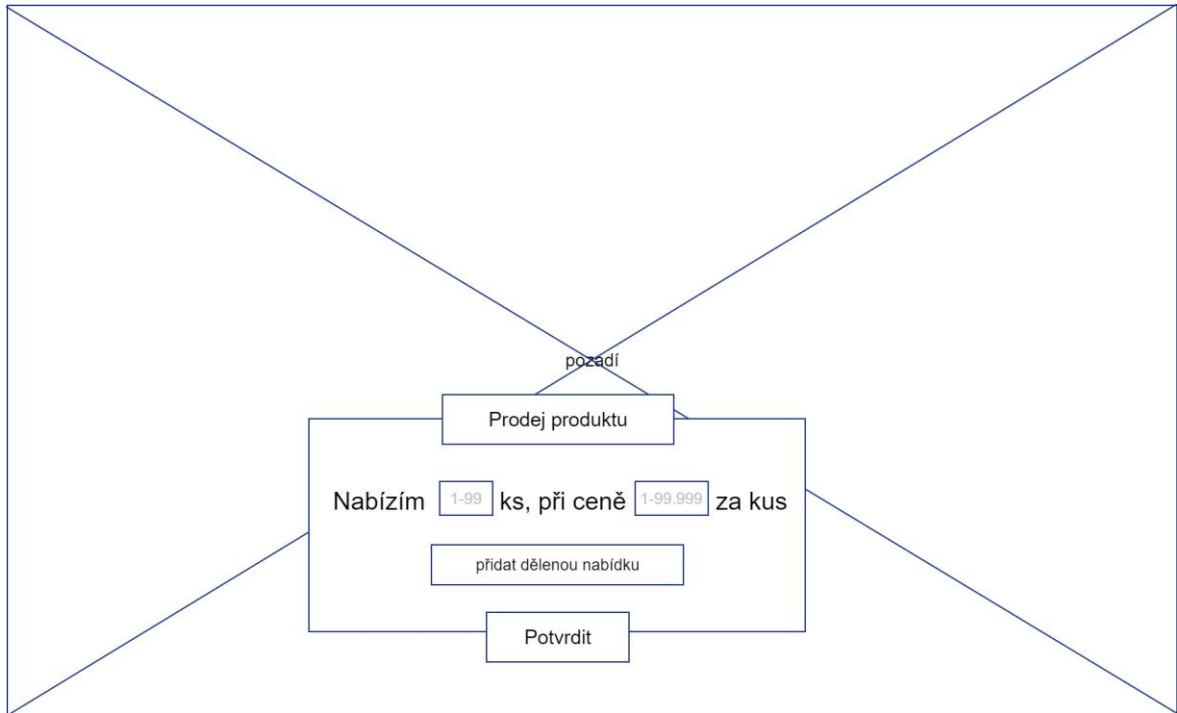 pozadí
Prodej produktu
Nabízím 1-99 ks, při ceně 1-99.999 za kus
přidat dělenou nabídku
Potvrdit